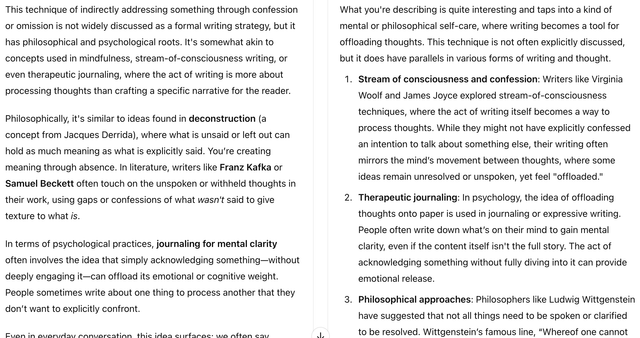 This technique of indirectly addressing something through confession
or omission is not widely discussed as a formal writing strategy, but it
has philosophical and psychological roots. It's somewhat akin to
concepts used in mindfulness, stream-of-consciousness writing, or
even therapeutic journaling, where the act of writing is more about
processing thoughts than crafting a specific narrative for the reader.
Philosophically, it's similar to ideas found in deconstruction (a
concept from Jacques Derrida), where what is unsaid or left out can
hold as much meaning as what is explicitly said. You're creating
meaning through absence. In literature, writers like Franz Kafka or
Samuel Beckett often touch on the unspoken or withheld thoughts in
their work, using gaps or confessions of what wasn't said to give
texture to what is.
In terms of psychological practices, journaling for mental clarity
often involves the idea that simply acknowledging something—without
deeply engaging it—can offload its emotional or cognitive weight.
People sometimes write about one thing to process another that they
don't want to explicitly confront.
Even in everyday conversation, this idea surfaces: we often say
What you're describing is quite interesting and taps into a kind of
mental or philosophical self-care, where writing becomes a tool for
offloading thoughts. This technique is not often explicitly discussed,
but it does have parallels in various forms of writing and thought:
1. Stream of consciousness and confession: Writers like Virginia
Woolf and James Joyce explored stream-of-consciousness
techniques, where the act of writing itself becomes a way to
process thoughts. While they might not have explicitly confessed
an intention to talk about something else, their writing often
mirrors the mind's movement between thoughts, where some
ideas remain unresolved or unspoken, yet feel "offloaded."
2. Therapeutic journaling: In psychology, the idea of offloading
thoughts onto paper is used in journaling or expressive writing.
People often write down what's on their mind to gain mental
clarity, even if the content itself isn't the full story. The act of
acknowledging something without fully diving into it can provide
emotional release.
3. Philosophical approaches: Philosophers like Ludwig Wittgenstein
have suggested that not all things need to be spoken or clarified
to be resolved. Wittgenstein's famous line, "Whereof one cannot